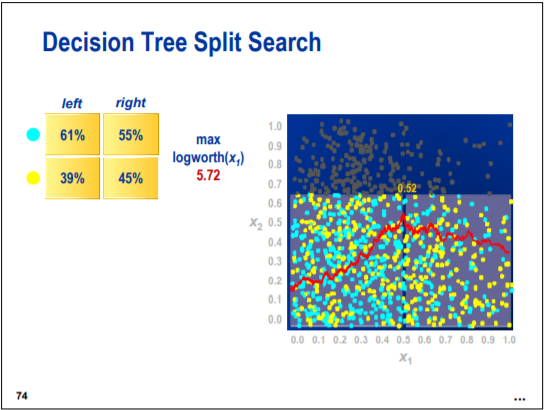 Decision Tree Split Search
left right
61% 55%
39% 45%
max
logworth(x₁)
5.72
1.0
0.9
0.8
0.7
0.6
0.5
0.4
0.3
0.2
0.1
0.0
x₂
0.52
0.0 0.1 0.2 0.3 0.4 0.5 0.6 0.7 0.8 0.9 1.0
x₁
74
...